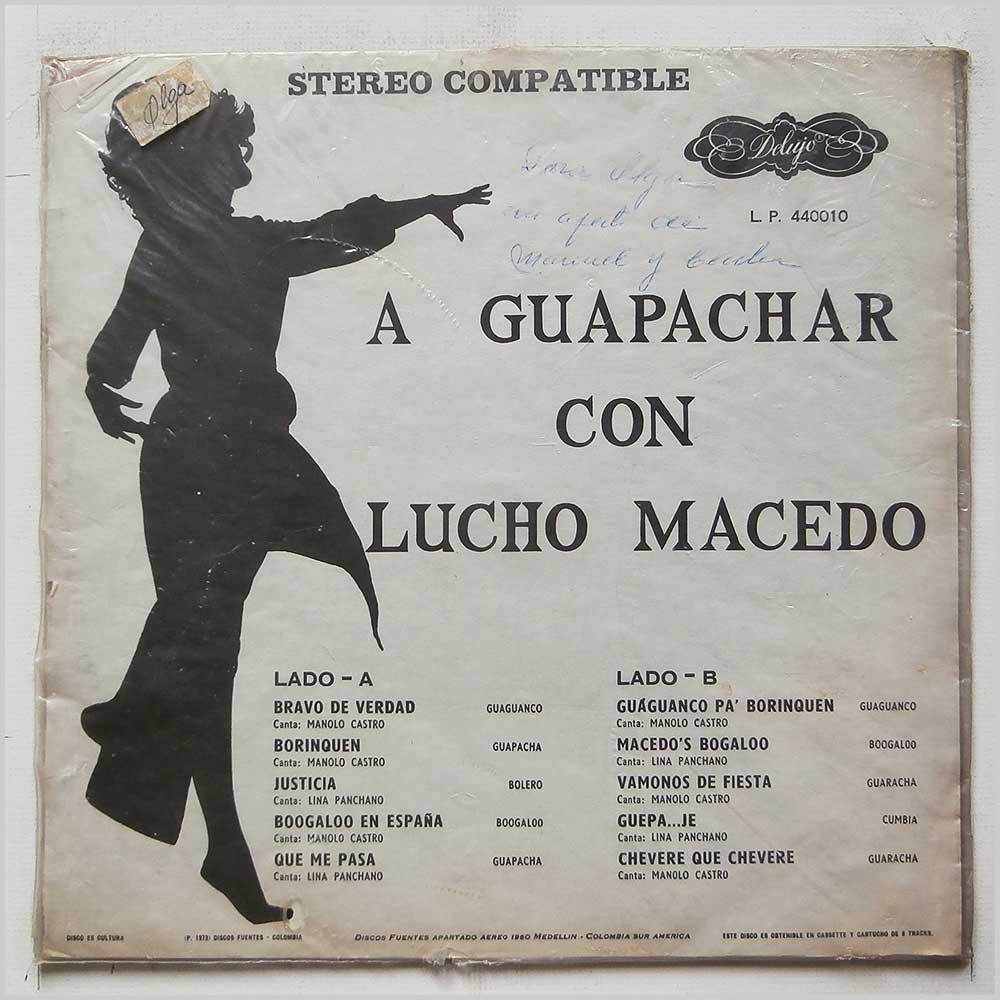 STEREO COMPATIBLE
Olga
Delujo
L. P. 440010
Olga
Manuel y
A GUAPACHAR
CON
LUCHO MACEDO
LADO - A
BRAVO DE VERDAD GUAGUANCO
Canta: MANOLO CASTRO
BORINQUEN GUAPACHA
Canta: MANOLO CASTRO
JUSTICIA BOLERO
Canta: LINA PANCHANO
BOOGALOO EN ESPAÑA BOOGALOO
Canta: MANOLO CASTRO
QUE ME PASA GUAPACHA
Canta: LINA PANCHANO
LADO - B
GUÁGUANCO PA' BORINQUEN GUAGUANCO
Canta: MANOLO CASTRO
MACEDO'S BOGALOO BOOGALOO
Canta: LINA PANCHANO
VAMONOS DE FIESTA GUARACHA
Canta: MANOLO CASTRO
GUEPA...JE CUMBIA
Canta: LINA PANCHANO
CHEVERE QUE CHEVERE GUARACHA
Canta: MANOLO CASTRO
DISCO ES CULTURA (P. 1973) DISCOS FUENTES - COLOMBIA DISCOS FUENTES APARTADO AEREO 1960 MEDELLIN - COLOMBIA SUR AMERICA ESTE DISCO ES OBTENIBLE EN CASSETTE Y CARTUCHO DE 8 TRACKS.